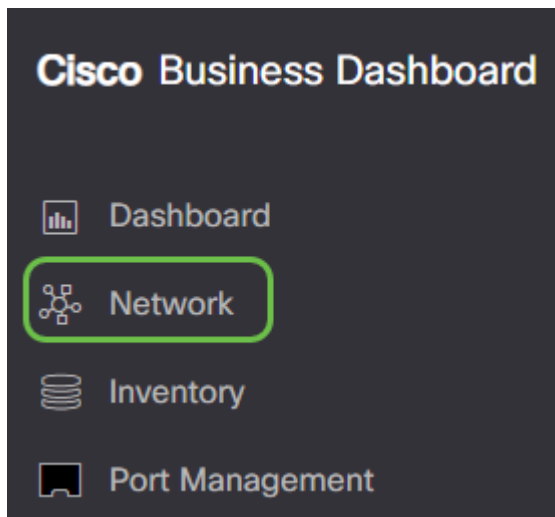 Cisco Business Dashboard
Dashboard
Network
Inventory
Port Management